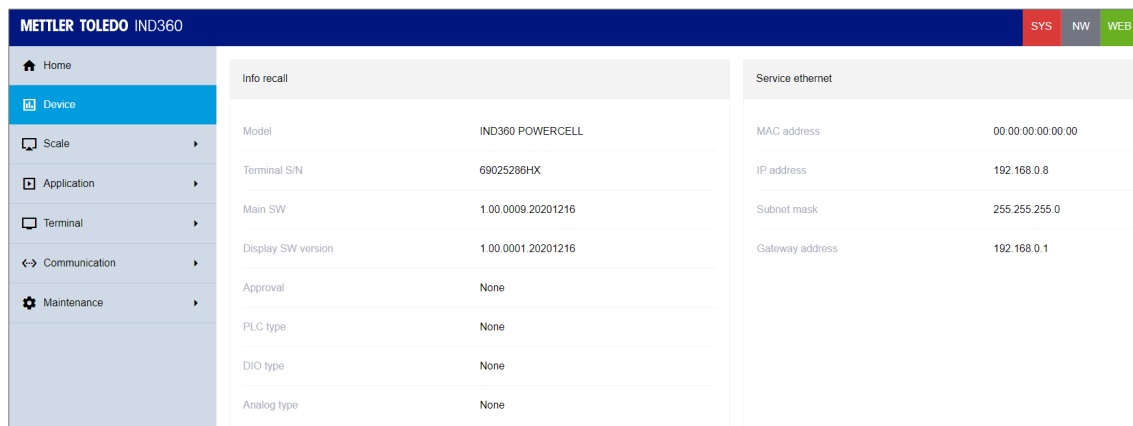 METTLER TOLEDO IND360
SYS NW WEB
Home
Device
Scale
Application
Terminal
Communication
Maintenance
Info recall
Model IND360 POWERCELL
Terminal S/N 69025286HX
Main SW 1.00.0009.20201216
Display SW version 1.00.0001.20201216
Approval None
PLC type None
DIO type None
Analog type None
Service ethernet
MAC address 00:00:00:00:00:00
IP address 192.168.0.8
Subnet mask 255.255.255.0
Gateway address 192.168.0.1